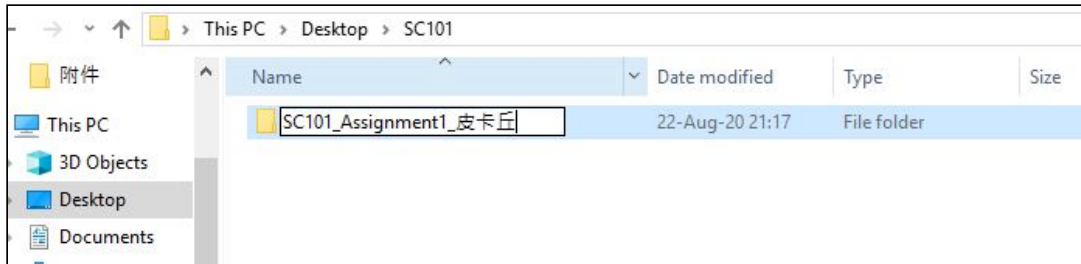 This PC > Desktop > SC101
附件
Name Date modified Type Size
This PC
SC101_Assignment1_皮卡丘 22-Aug-20 21:17 File folder
3D Objects
Desktop
Documents